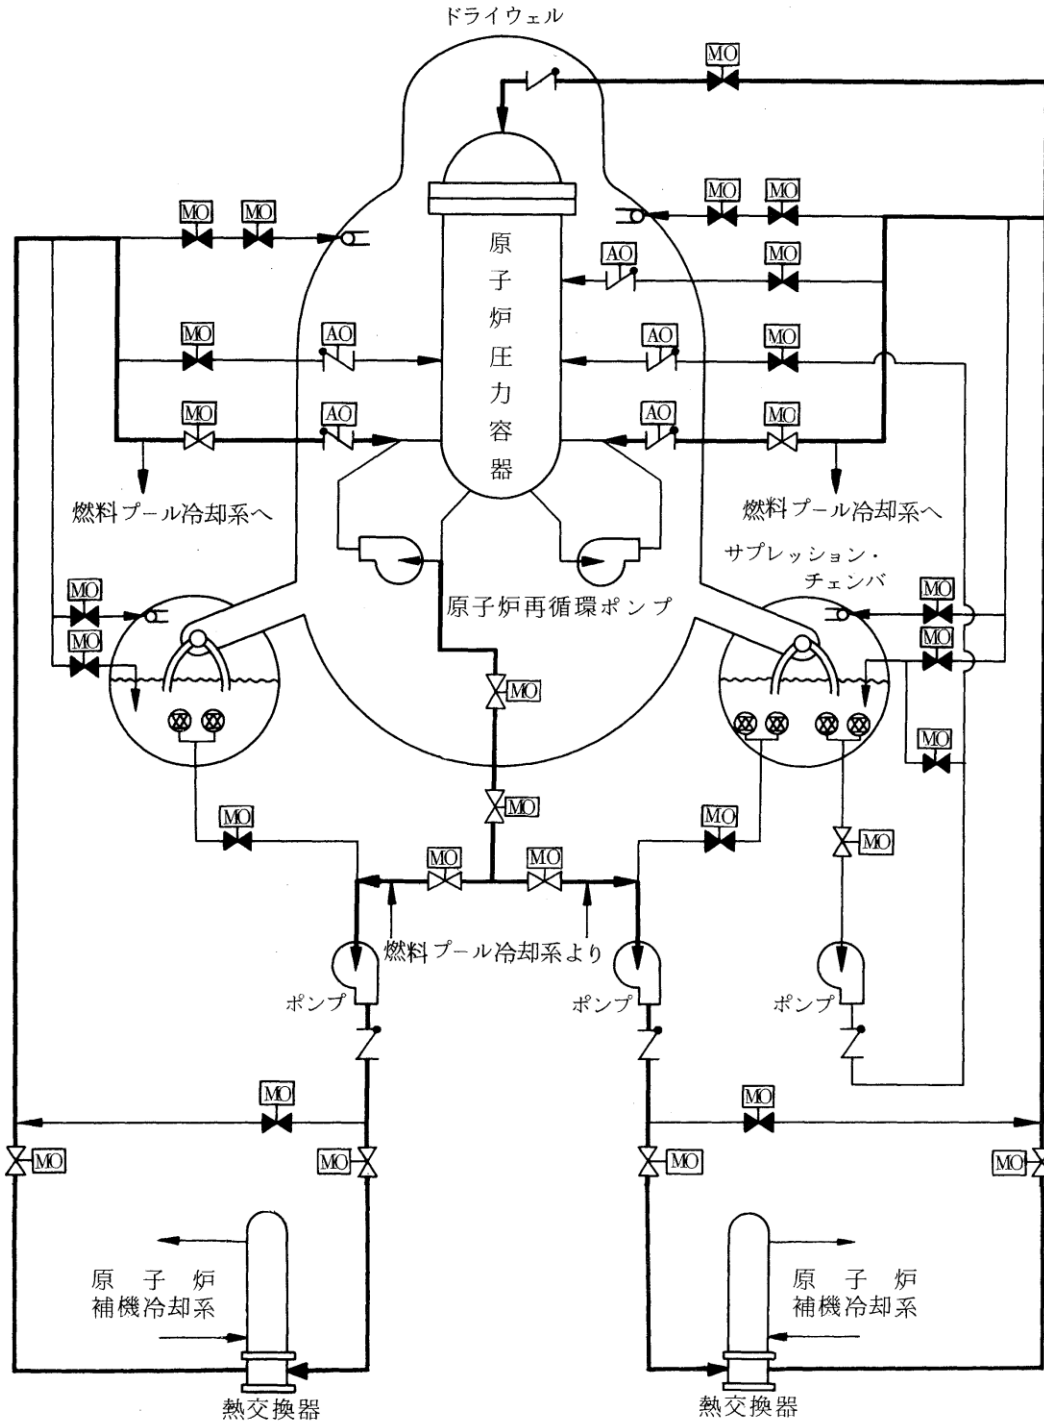 ドライウェル
MO
MO
MO
MO
MO
AO
MO
MO
AO
AO
MO
MO
AO
AO
MO
原子炉圧力容器
燃料プール冷却系へ
燃料プール冷却系へ
サプレッション・
チェンバ
MO
MO
原子炉再循環ポンプ
MO
MO
MO
MO
MO
MO
MO
MO
MO
MO
燃料プール冷却系より
ポンプ
ポンプ
ポンプ
MO
MO
MO
MO
MO
MO
原子炉
補機冷却系
原子炉
補機冷却系
熱交換器
熱交換器